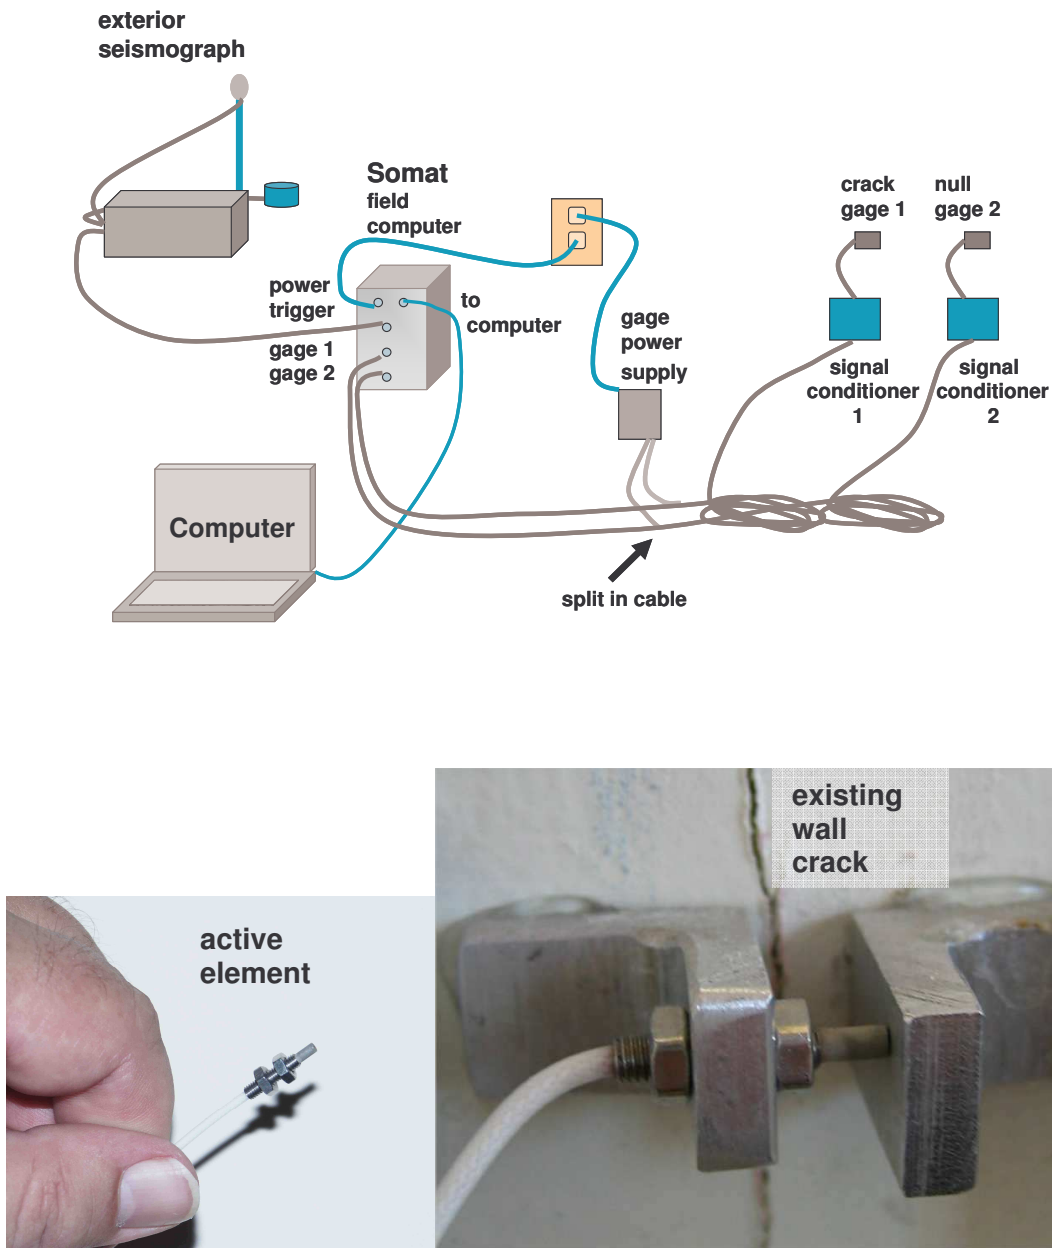 exterior
seismograph
Somat
field
computer
crack
gage 1
null
gage 2
power
trigger
to
computer
gage 1
gage 2
gage
power
supply
signal
conditioner
1
signal
conditioner
2
Computer
split in cable
existing
wall
crack
active
element